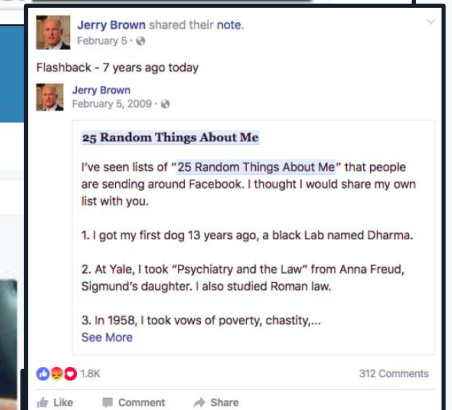 Jerry Brown shared their note.
February 5 ·
Flashback - 7 years ago today
Jerry Brown
February 5, 2009 ·
25 Random Things About Me
I've seen lists of “25 Random Things About Me” that people
are sending around Facebook. I thought I would share my own
list with you.
1. I got my first dog 13 years ago, a black Lab named Dharma.
2. At Yale, I took “Psychiatry and the Law” from Anna Freud,
Sigmund's daughter. I also studied Roman law.
3. In 1958, I took vows of poverty, chastity,...
See More
1.8K 312 Comments
Like Comment Share